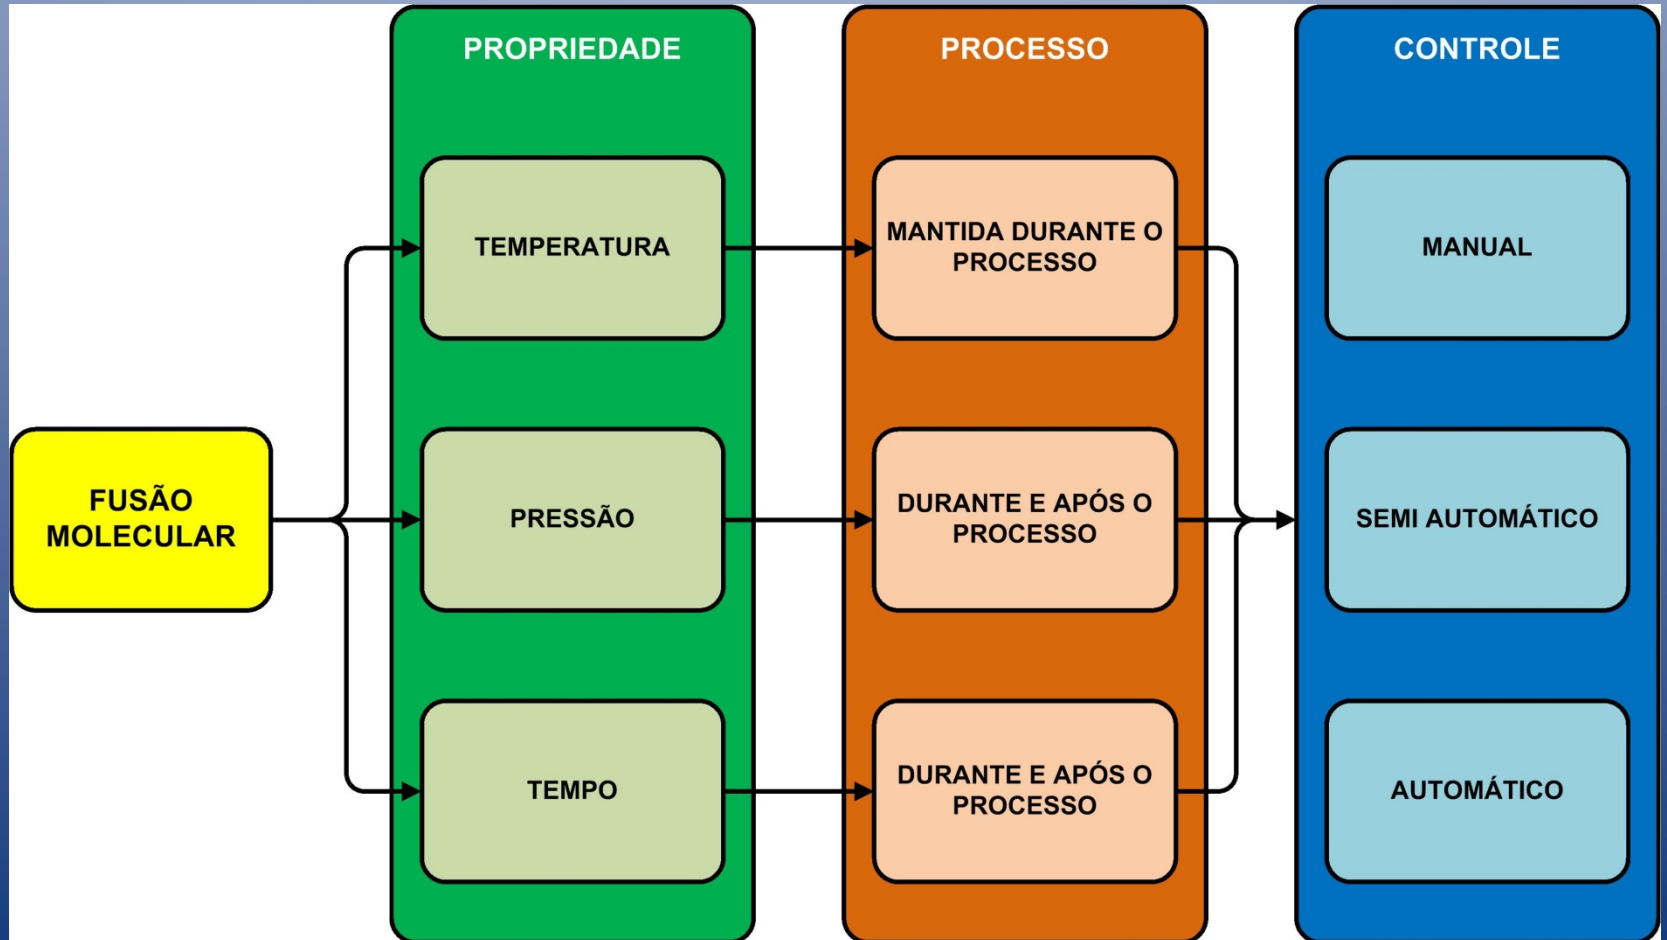 PROPRIEDADE
PROCESSO
CONTROLE
TEMPERATURA
MANTIDA DURANTE O
PROCESSO
MANUAL
FUSÃO
MOLECULAR
PRESSÃO
DURANTE E APÓS O
PROCESSO
SEMI AUTOMÁTICO
TEMPO
DURANTE E APÓS O
PROCESSO
AUTOMÁTICO